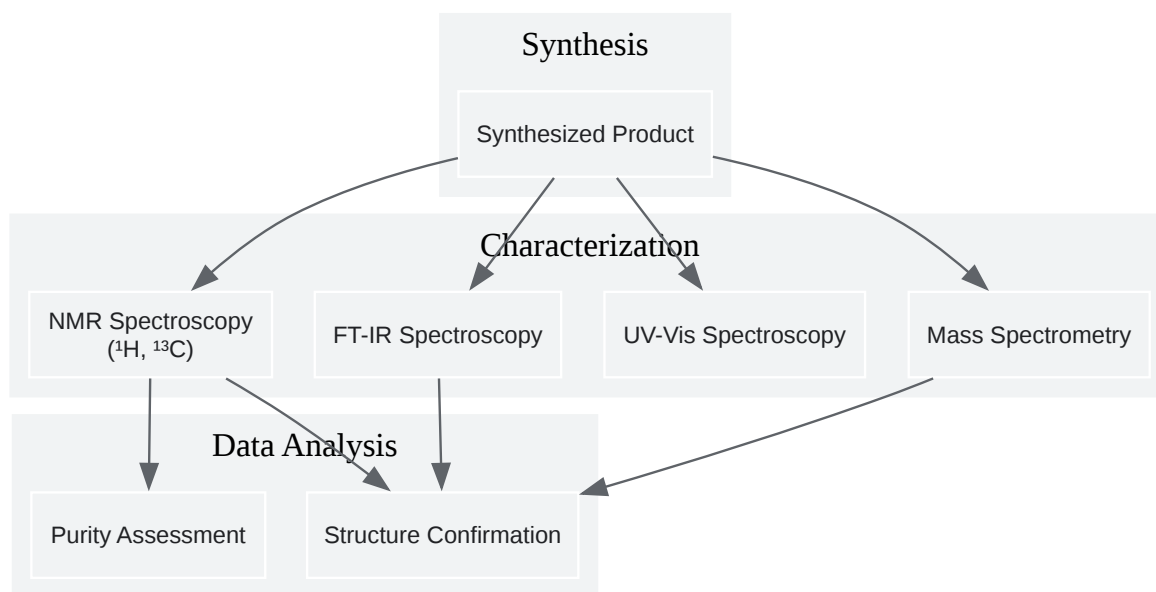 Synthesis
Synthesized Product
Characterization
NMR Spectroscopy
(¹H, ¹³C)
FT-IR Spectroscopy
UV-Vis Spectroscopy
Mass Spectrometry
Data Analysis
Purity Assessment
Structure Confirmation